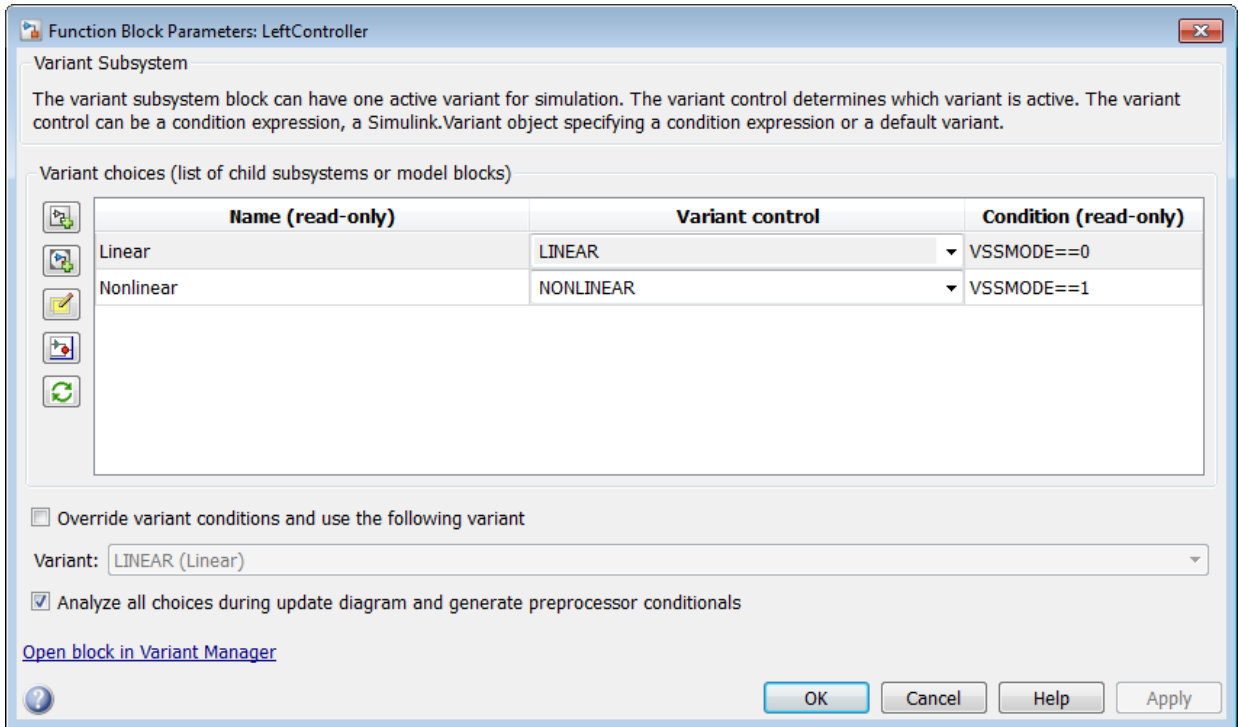 Function Block Parameters: LeftController
Variant Subsystem
The variant subsystem block can have one active variant for simulation. The variant control determines which variant is active. The variant
control can be a condition expression, a Simulink.Variant object specifying a condition expression or a default variant.
Variant choices (list of child subsystems or model blocks)
Name (read-only) Variant control Condition (read-only)
Linear LINEAR VSSMODE==0
Nonlinear NONLINEAR VSSMODE==1
Override variant conditions and use the following variant
Variant: LINEAR (Linear)
Analyze all choices during update diagram and generate preprocessor conditionals
Open block in Variant Manager
? OK Cancel Help Apply